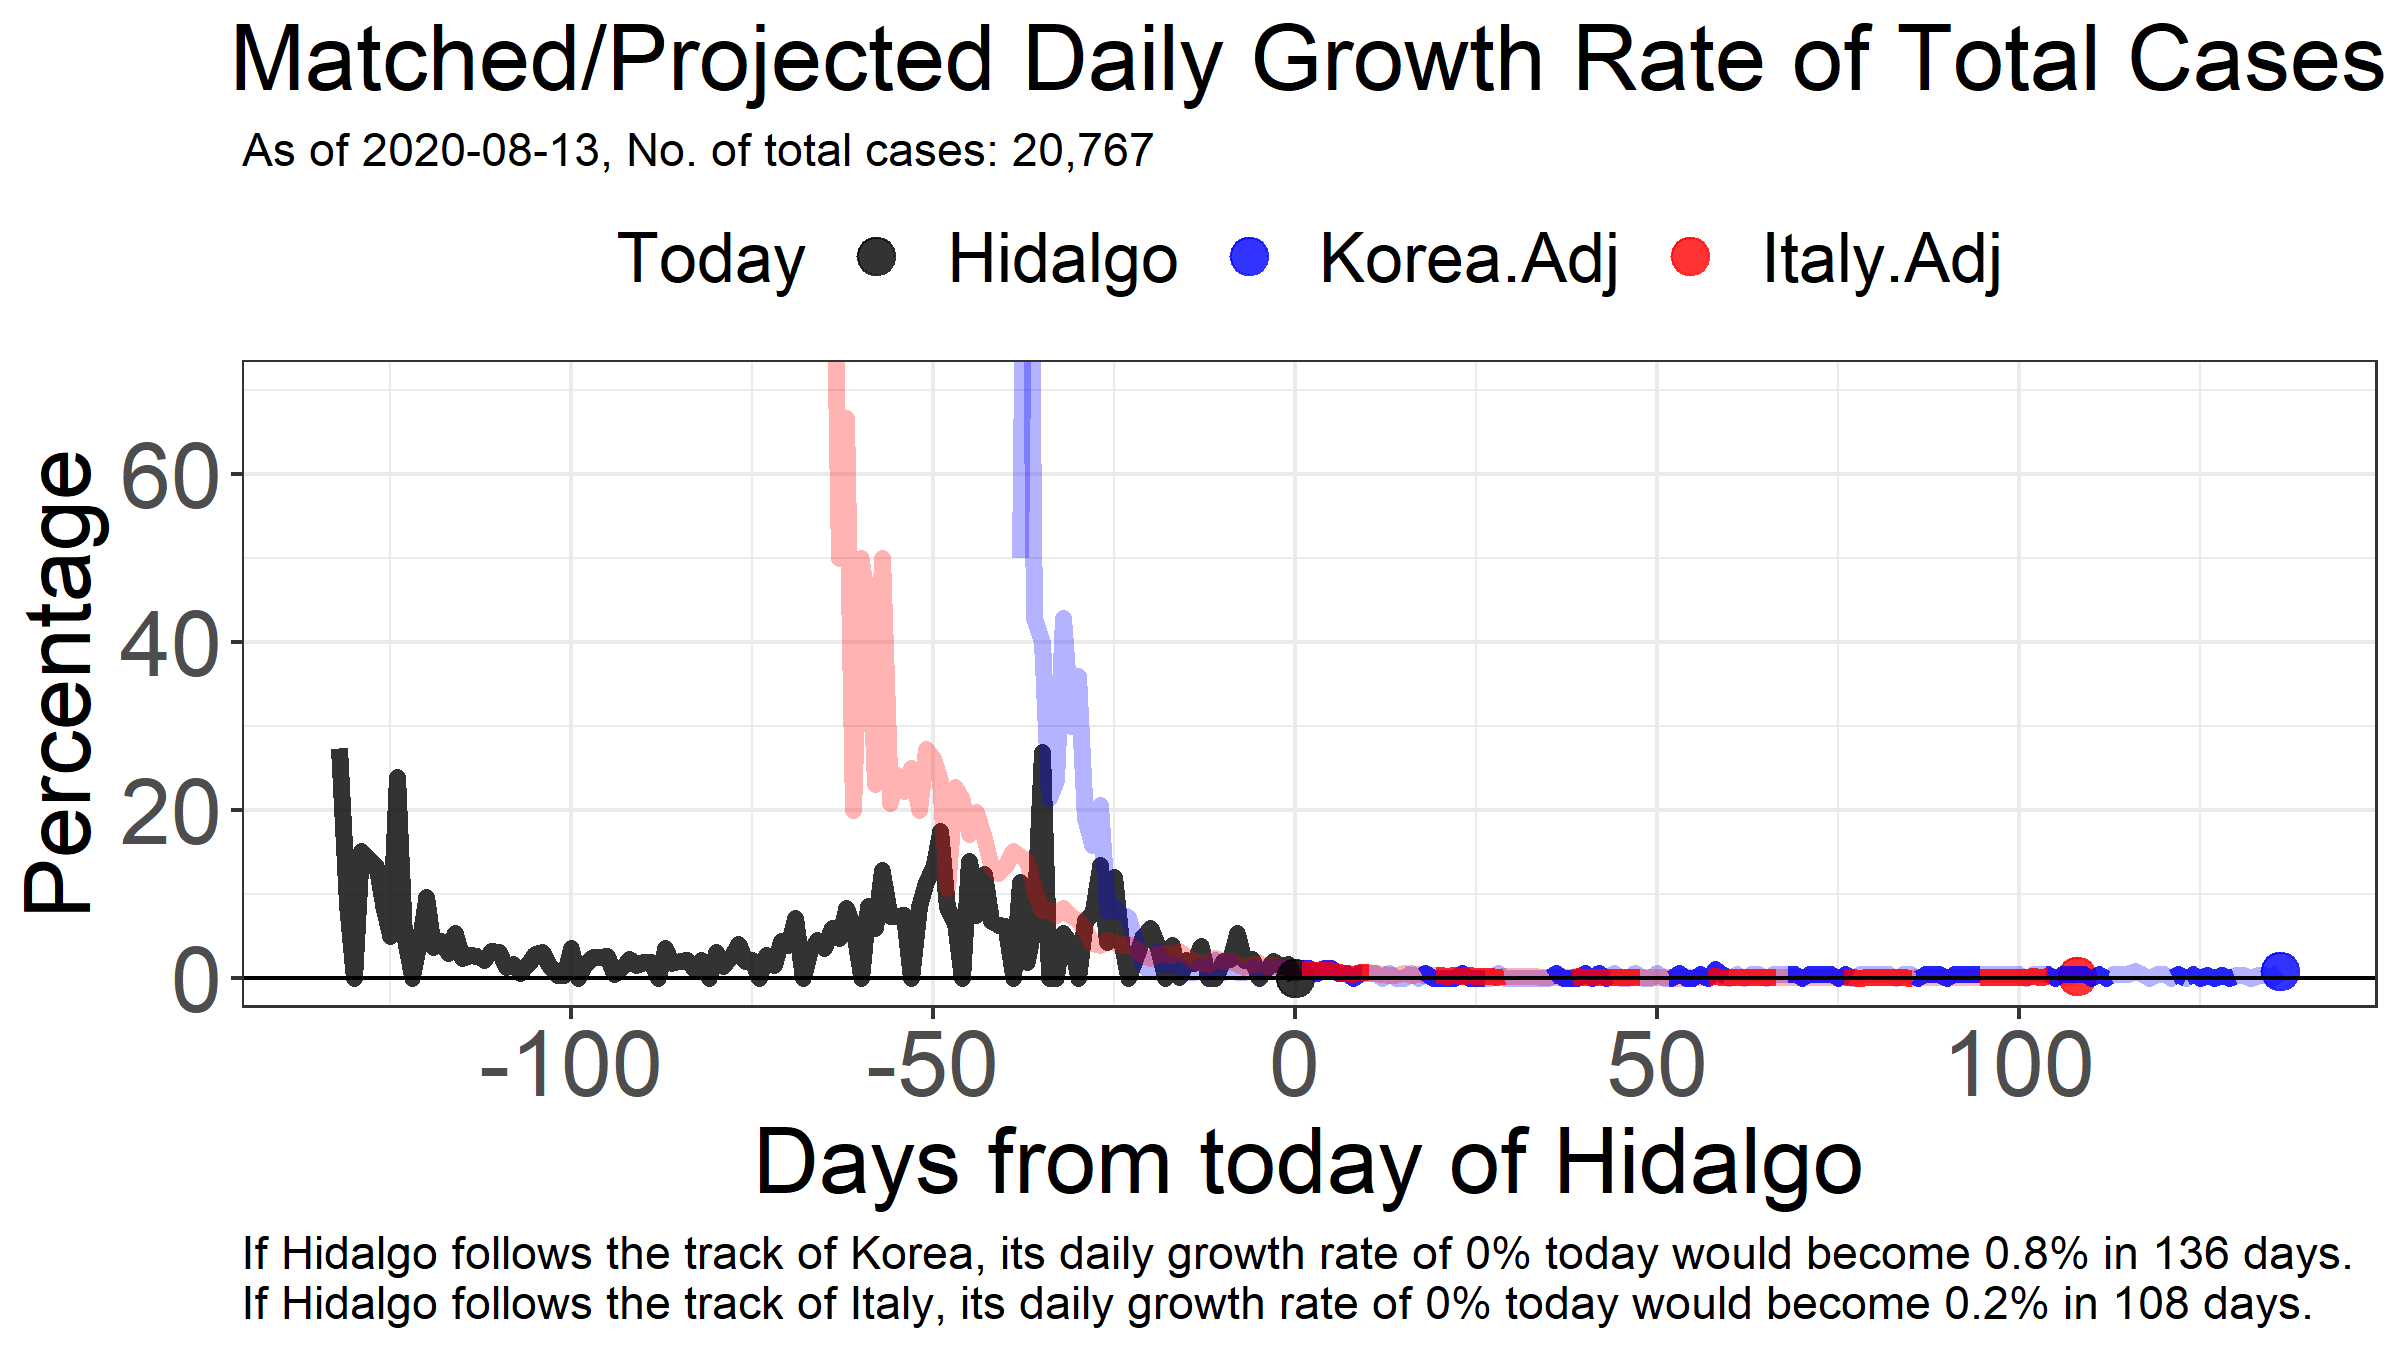 Matched/Projected Daily Growth Rate of Total Cases
As of 2020-08-13, No. of total cases: 20,767
Today Hidalgo Korea.Adj Italy.Adj
Percentage
60
40
20
0
-100 -50 0 50 100
Days from today of Hidalgo
If Hidalgo follows the track of Korea, its daily growth rate of 0% today would become 0.8% in 136 days.
If Hidalgo follows the track of Italy, its daily growth rate of 0% today would become 0.2% in 108 days.